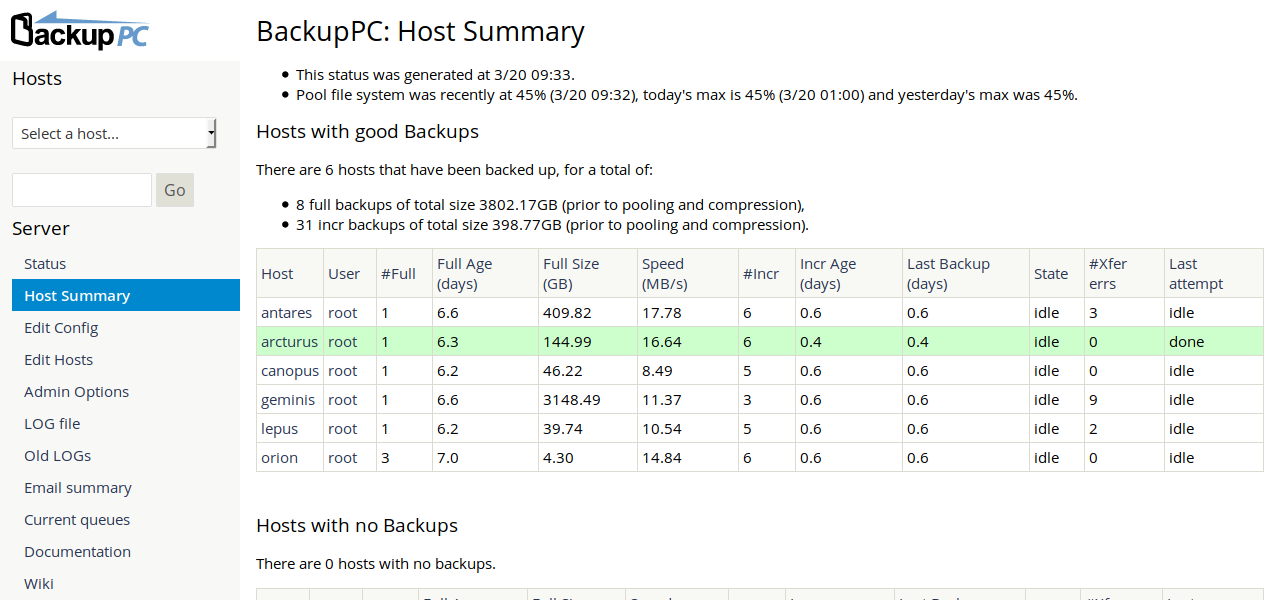 BackupPC
Hosts
Select a host...
Go
Server
Status
Host Summary
Edit Config
Edit Hosts
Admin Options
LOG file
Old LOGs
Email summary
Current queues
Documentation
Wiki
BackupPC: Host Summary
• This status was generated at 3/20 09:33.
• Pool file system was recently at 45% (3/20 09:32), today's max is 45% (3/20 01:00) and yesterday's max was 45%.
Hosts with good Backups
There are 6 hosts that have been backed up, for a total of:
• 8 full backups of total size 3802.17GB (prior to pooling and compression),
• 31 incr backups of total size 398.77GB (prior to pooling and compression).
Host User #Full Full Age (days) Full Size (GB) Speed (MB/s) #Incr Incr Age (days) Last Backup (days) State #Xfer errs Last attempt
antares root 1 6.6 409.82 17.78 6 0.6 0.6 idle 3 idle
arcturus root 1 6.3 144.99 16.64 6 0.4 0.4 idle 0 done
canopus root 1 6.2 46.22 8.49 5 0.6 0.6 idle 0 idle
geminis root 1 6.6 3148.49 11.37 3 0.6 0.6 idle 9 idle
lepus root 1 6.2 39.74 10.54 5 0.6 0.6 idle 2 idle
orion root 3 7.0 4.30 14.84 6 0.6 0.6 idle 0 idle
Hosts with no Backups
There are 0 hosts with no backups.